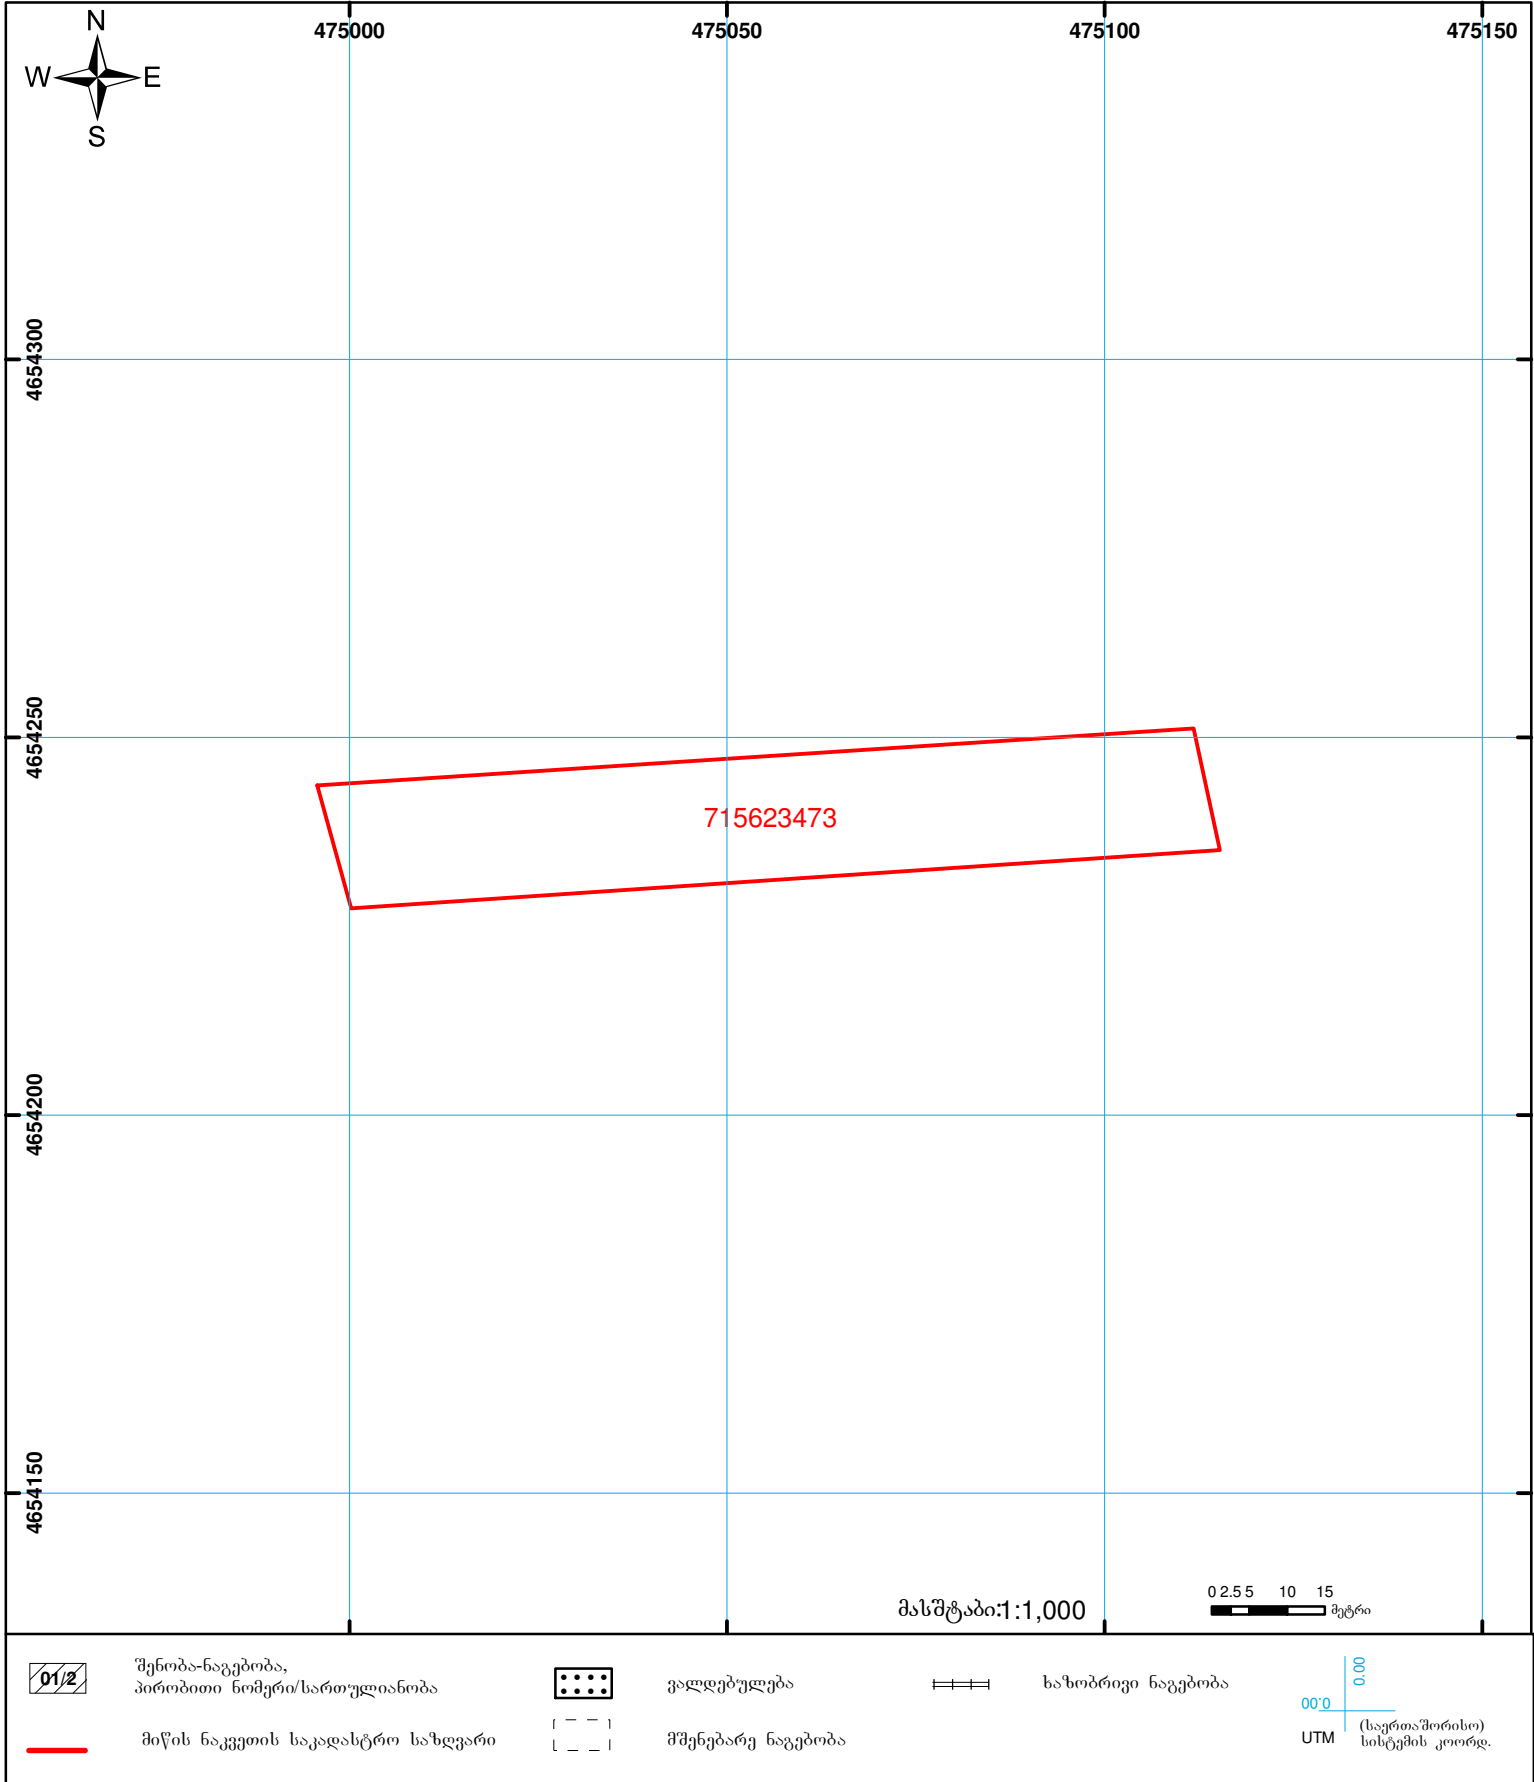 N
W E
S
475000 475050 475100 475150
4654300
4654250
4654200
4654150
715623473
მასშტაბი:1:1,000
0 2.5 5 10 15
მეტრი
01/2
შენობა-ნაგებობა,
პირობითი ნომერი/სართულიანობა
ვალდებულება
ხაზობრივი ნაგებობა
მიწის ნაკვეთის საკადასტრო საზღვარი
მშენებარე ნაგებობა
0.00
00.0
UTM
(საერთაშორისო)
სისტემის კოორდ.